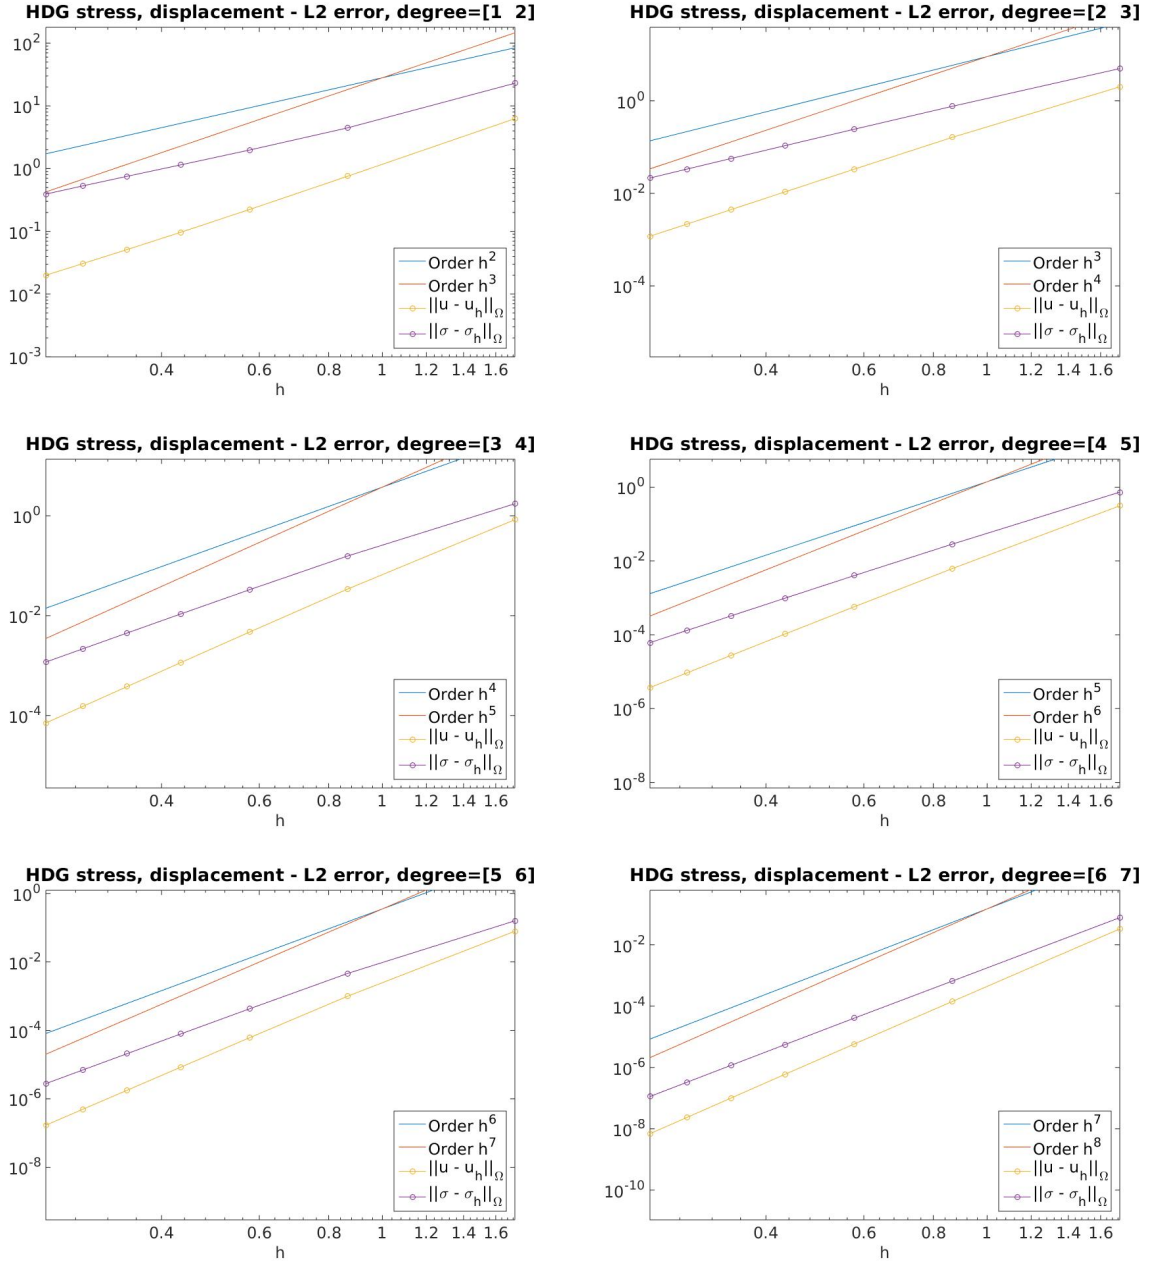 HDG stress, displacement - L2 error, degree=[1 2]
10^2
10^1
10^0
10^-1
10^-2
10^-3
Order h^2
Order h^3
||u - u_h||_Ω
||σ - σ_h||_Ω
0.4 0.6 0.8 1 1.2 1.4 1.6
h
HDG stress, displacement - L2 error, degree=[2 3]
10^0
10^-2
10^-4
Order h^3
Order h^4
||u - u_h||_Ω
||σ - σ_h||_Ω
0.4 0.6 0.8 1 1.2 1.4 1.6
h
HDG stress, displacement - L2 error, degree=[3 4]
10^0
10^-2
10^-4
Order h^4
Order h^5
||u - u_h||_Ω
||σ - σ_h||_Ω
0.4 0.6 0.8 1 1.2 1.4 1.6
h
HDG stress, displacement - L2 error, degree=[4 5]
10^0
10^-2
10^-4
10^-6
10^-8
Order h^5
Order h^6
||u - u_h||_Ω
||σ - σ_h||_Ω
0.4 0.6 0.8 1 1.2 1.4 1.6
h
HDG stress, displacement - L2 error, degree=[5 6]
10^0
10^-2
10^-4
10^-6
10^-8
Order h^6
Order h^7
||u - u_h||_Ω
||σ - σ_h||_Ω
0.4 0.6 0.8 1 1.2 1.4 1.6
h
HDG stress, displacement - L2 error, degree=[6 7]
10^-2
10^-4
10^-6
10^-8
10^-10
Order h^7
Order h^8
||u - u_h||_Ω
||σ - σ_h||_Ω
0.4 0.6 0.8 1 1.2 1.4 1.6
h